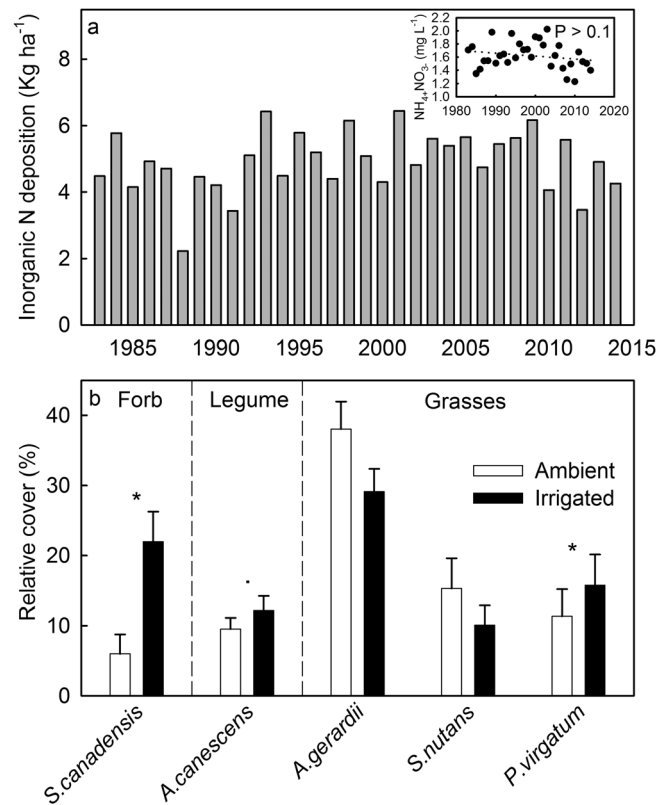 a
Inorganic N deposition (Kg ha⁻¹)
8
6
4
2
0
1985 1990 1995 2000 2005 2010 2015
NH₄₊NO₃₋ (mg L⁻¹)
2.2
2.0
1.8
1.6
1.4
1.2
1.0
P > 0.1
1980 1990 2000 2010 2020
b Forb Legume Grasses
Relative cover (%)
40
30
20
10
0
Ambient
Irrigated
* . *
S.canadensis
A.canescens
A.gerardii
S.nutans
P.virgatum